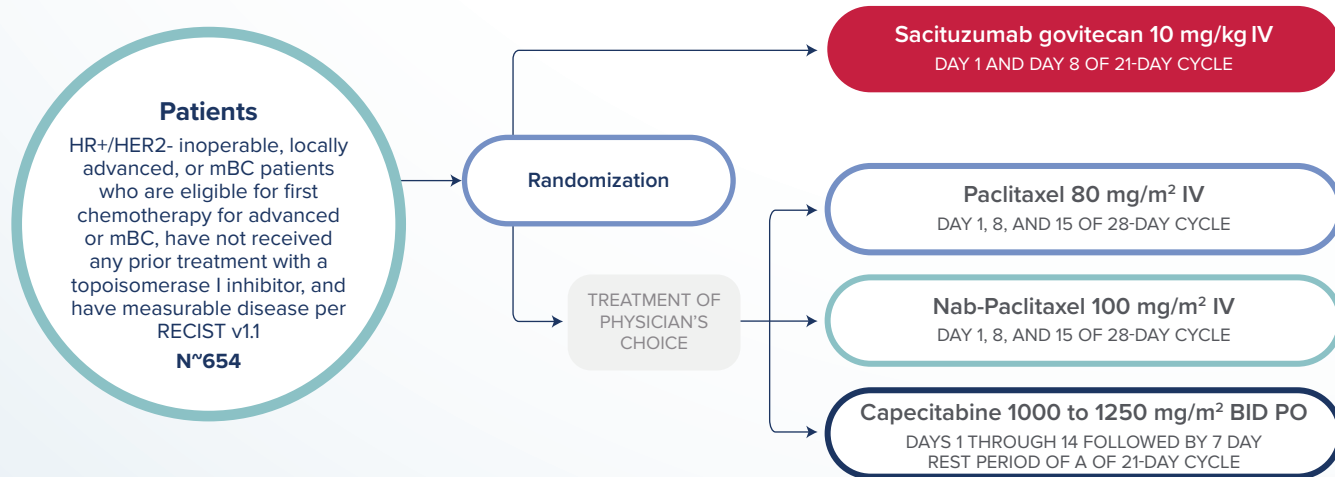 Patients
HR+/HER2- inoperable, locally
advanced, or mBC patients
who are eligible for first
chemotherapy for advanced
or mBC, have not received
any prior treatment with a
topoisomerase I inhibitor, and
have measurable disease per
RECIST v1.1
N~654
Randomization
TREATMENT OF
PHYSICIAN'S
CHOICE
Sacituzumab govitecan 10 mg/kg IV
DAY 1 AND DAY 8 OF 21-DAY CYCLE
Paclitaxel 80 mg/m² IV
DAY 1, 8, AND 15 OF 28-DAY CYCLE
Nab-Paclitaxel 100 mg/m² IV
DAY 1, 8, AND 15 OF 28-DAY CYCLE
Capecitabine 1000 to 1250 mg/m² BID PO
DAYS 1 THROUGH 14 FOLLOWED BY 7 DAY
REST PERIOD OF A OF 21-DAY CYCLE